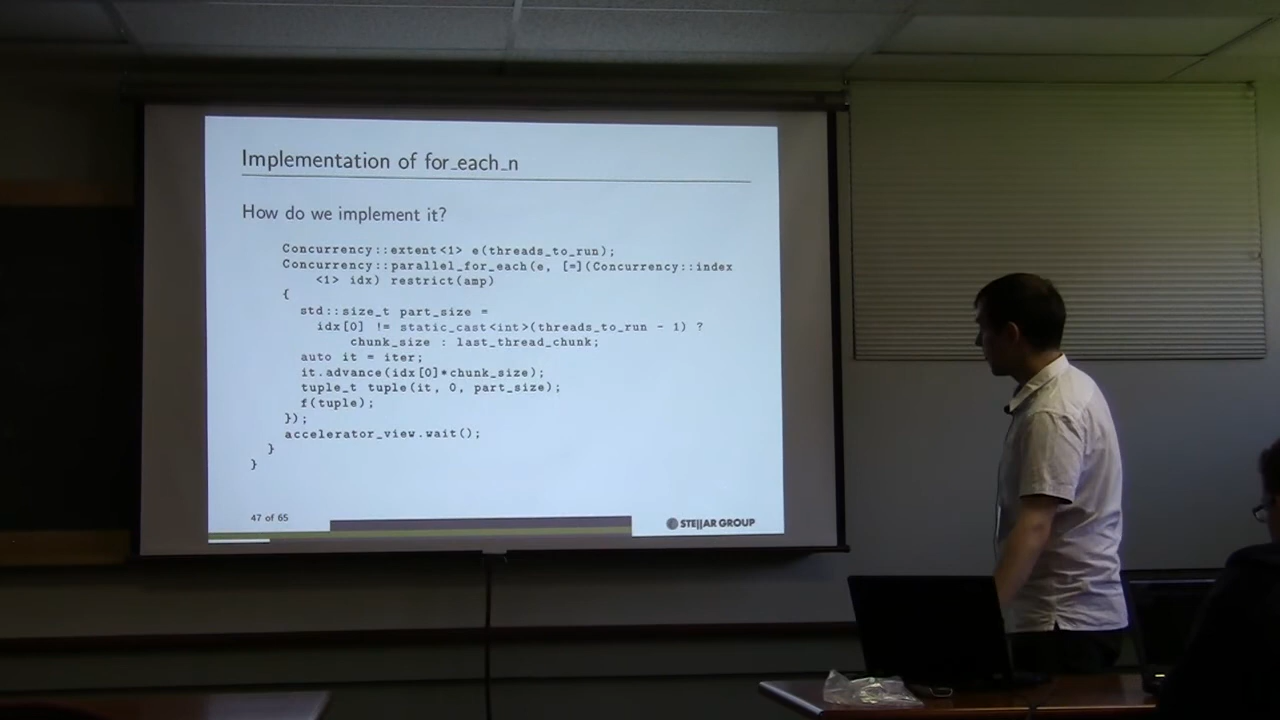 Implementation of for_each_n
How do we implement it?
Concurrency::extent<1> e(threads_to_run);
Concurrency::parallel_for_each(e, [=](Concurrency::index
<1> idx) restrict(amp)
{
std::size_t part_size =
idx[0] != static_cast<int>(threads_to_run - 1) ?
chunk_size : last_thread_chunk;
auto it = iter;
it.advance(idx[0]*chunk_size);
tuple_t tuple(it, 0, part_size);
f(tuple);
});
accelerator_view.wait();
}
}
47 of 65
STE||AR GROUP